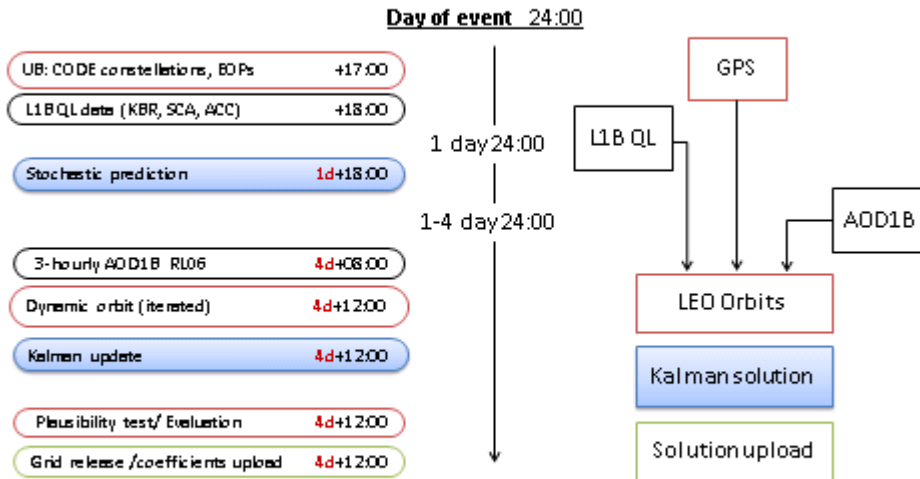 Day of event 24:00
UB: CODE constellations, EOPs +17:00
L1B QL data (KBR, SCA, ACC) +18:00
Stochastic prediction 1d+18:00
3-hourly AOD1B RL06 4d+08:00
Dynamic orbit (iterated) 4d+12:00
Kalman update 4d+12:00
Plausibility test/ Evaluation 4d+12:00
Grid release /coefficients upload 4d+12:00
1 day 24:00
1-4 day 24:00
GPS
L1B QL
AOD1B
LEO Orbits
Kalman solution
Solution upload